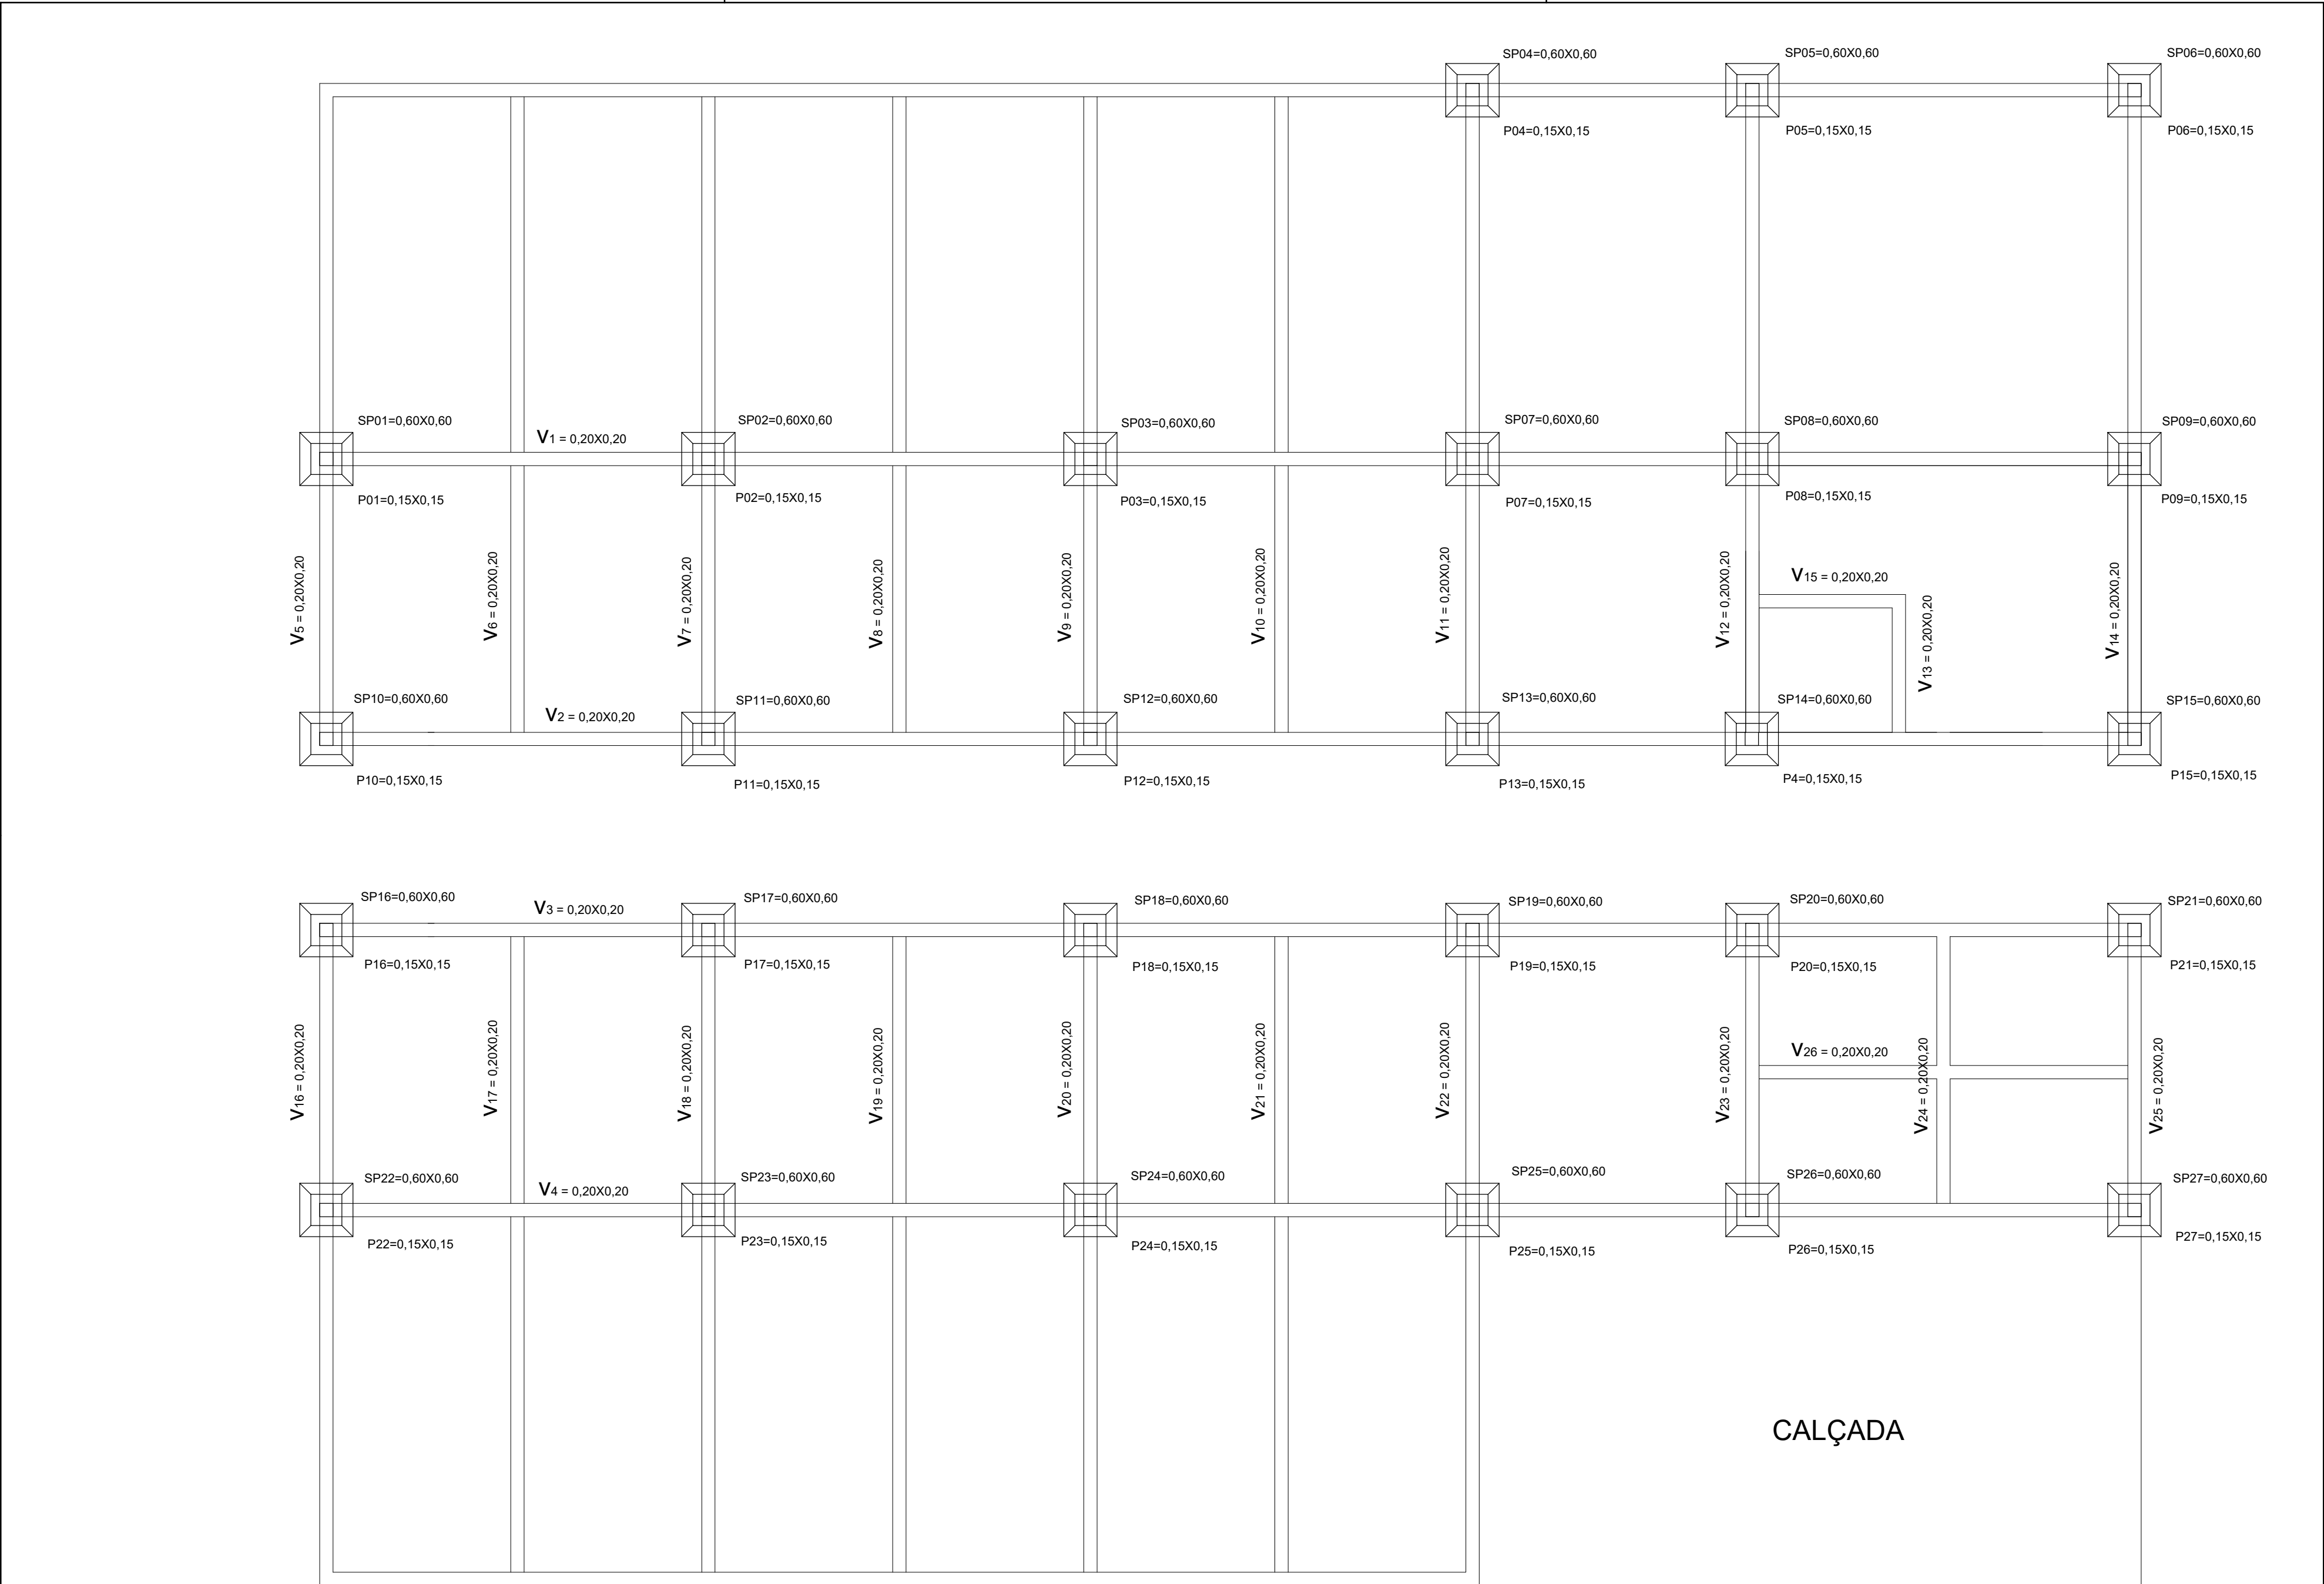 SP04=0,60X0,60
SP05=0,60X0,60
SP06=0,60X0,60
P04=0,15X0,15
P05=0,15X0,15
P06=0,15X0,15
SP01=0,60X0,60
SP02=0,60X0,60
SP03=0,60X0,60
SP07=0,60X0,60
SP08=0,60X0,60
SP09=0,60X0,60
V1 = 0,20X0,20
P01=0,15X0,15
P02=0,15X0,15
P03=0,15X0,15
P07=0,15X0,15
P08=0,15X0,15
P09=0,15X0,15
V5 = 0,20X0,20
V6 = 0,20X0,20
V7 = 0,20X0,20
V8 = 0,20X0,20
V9 = 0,20X0,20
V10 = 0,20X0,20
V11 = 0,20X0,20
V12 = 0,20X0,20
V15 = 0,20X0,20
V13 = 0,20X0,20
V14 = 0,20X0,20
SP10=0,60X0,60
V2 = 0,20X0,20
SP11=0,60X0,60
SP12=0,60X0,60
SP13=0,60X0,60
SP14=0,60X0,60
SP15=0,60X0,60
P10=0,15X0,15
P11=0,15X0,15
P12=0,15X0,15
P13=0,15X0,15
P4=0,15X0,15
P15=0,15X0,15
SP16=0,60X0,60
V3 = 0,20X0,20
SP17=0,60X0,60
SP18=0,60X0,60
SP19=0,60X0,60
SP20=0,60X0,60
SP21=0,60X0,60
P16=0,15X0,15
P17=0,15X0,15
P18=0,15X0,15
P19=0,15X0,15
P20=0,15X0,15
P21=0,15X0,15
V16 = 0,20X0,20
V17 = 0,20X0,20
V18 = 0,20X0,20
V19 = 0,20X0,20
V20 = 0,20X0,20
V21 = 0,20X0,20
V22 = 0,20X0,20
V23 = 0,20X0,20
V26 = 0,20X0,20
V24 = 0,20X0,20
V25 = 0,20X0,20
SP22=0,60X0,60
V4 = 0,20X0,20
SP23=0,60X0,60
SP24=0,60X0,60
SP25=0,60X0,60
SP26=0,60X0,60
SP27=0,60X0,60
P22=0,15X0,15
P23=0,15X0,15
P24=0,15X0,15
P25=0,15X0,15
P26=0,15X0,15
P27=0,15X0,15
CALÇADA